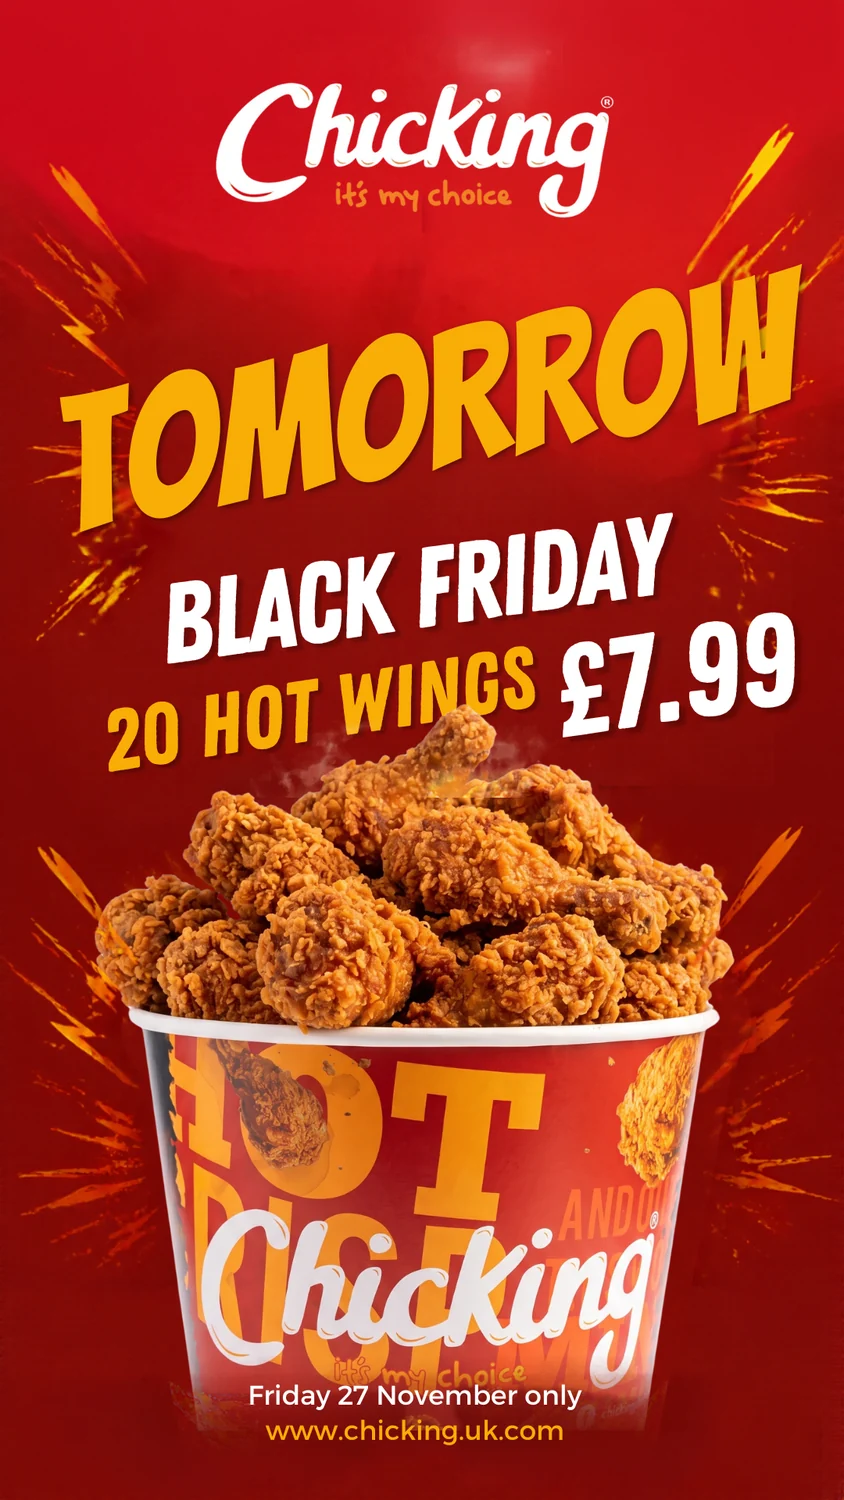 Chicking®
it's my choice
TOMORROW
BLACK FRIDAY
20 HOT WINGS £7.99
HOT
Chicking®
it's my choice
Friday 27 November only
www.chicking.uk.com